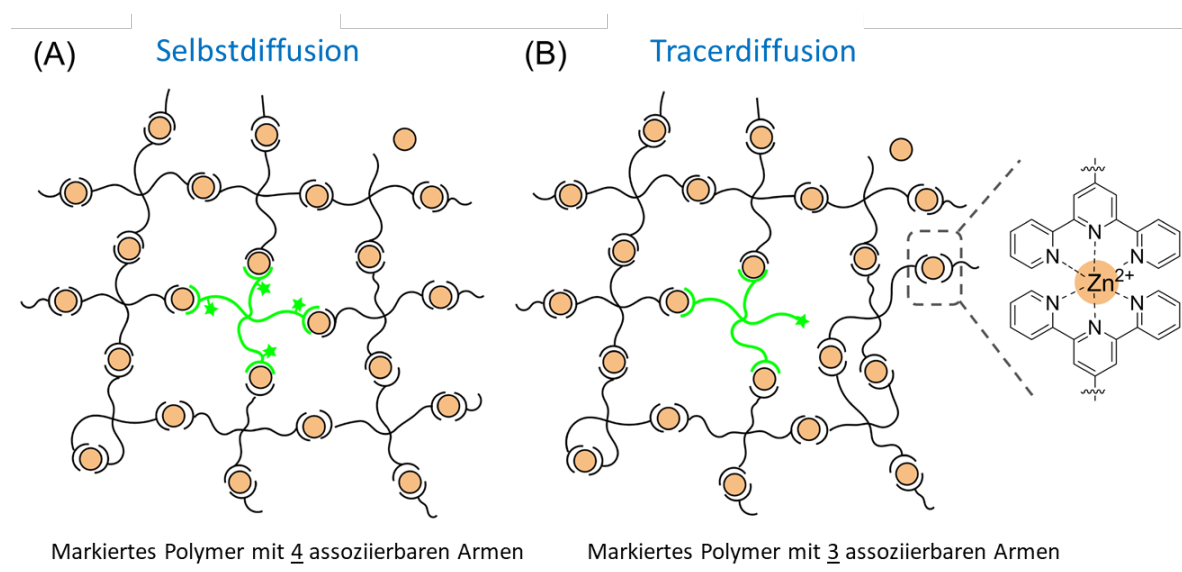 (A) Selbstdiffusion
(B) Tracerdiffusion
N
N N
Zn2+
N N
N
Markiertes Polymer mit 4 assoziierbaren Armen
Markiertes Polymer mit 3 assoziierbaren Armen